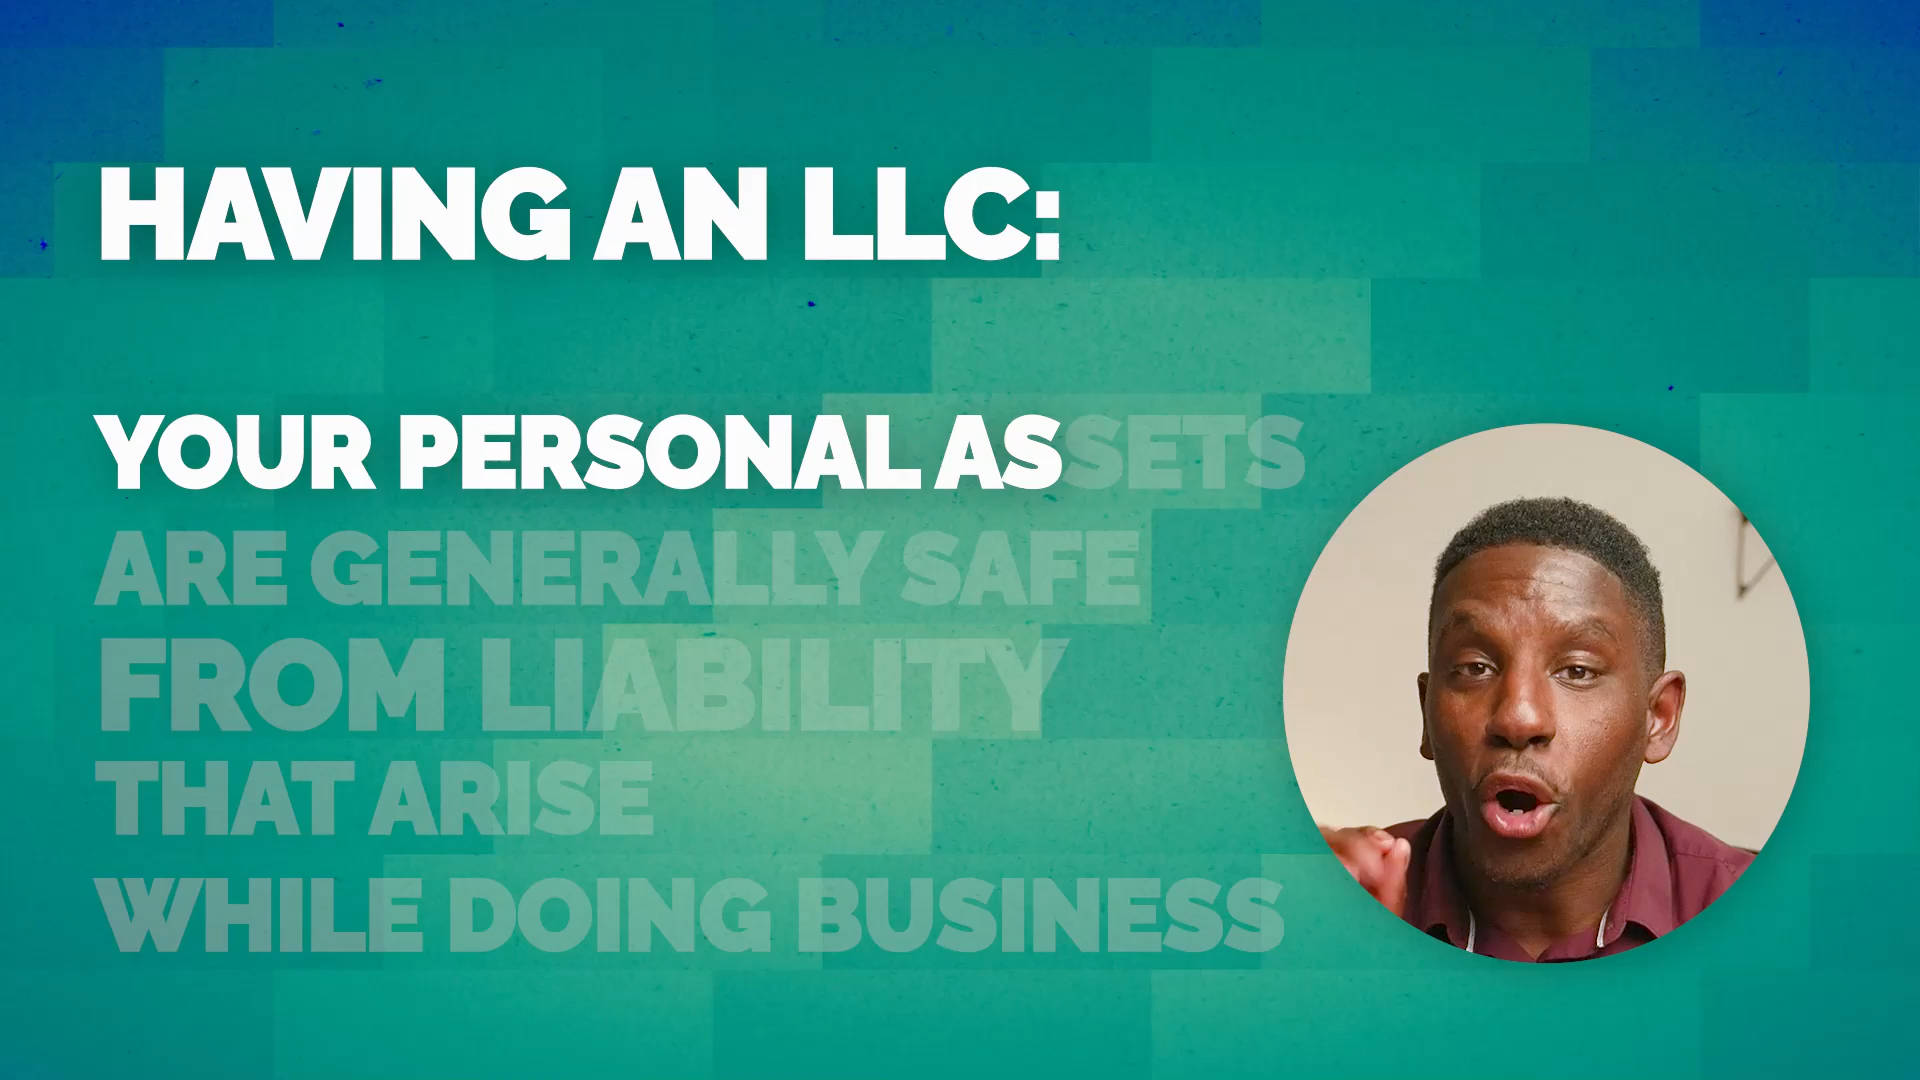 HAVING AN LLC:
YOUR PERSONAL ASSETS
ARE GENERALLY SAFE
FROM LIABILITY
THAT ARISE
WHILE DOING BUSINESS